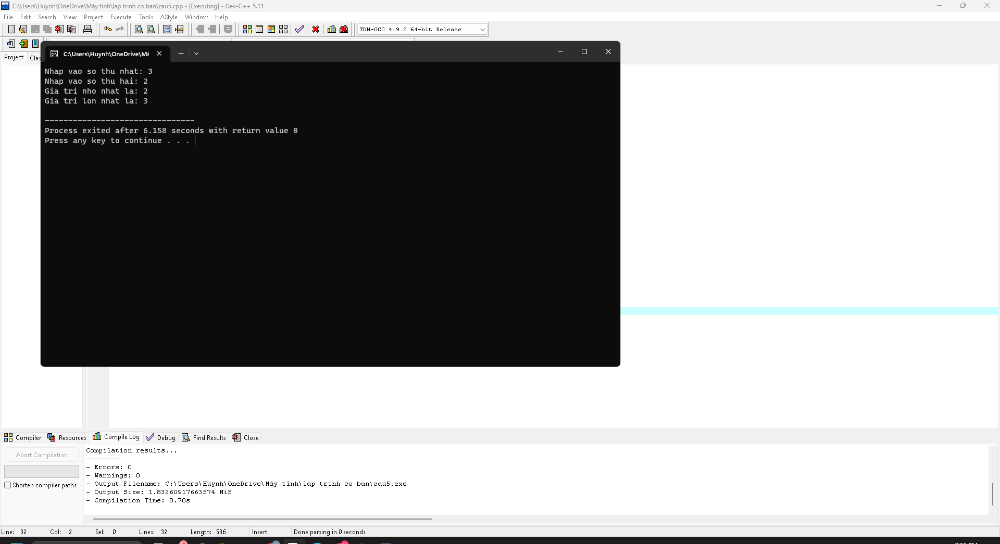 C:\Users\Huynh\OneDrive\Máy tính\lap trinh co ban\cau5.cpp - [Executing] - Dev-C++ 5.11
File Edit Search View Project Execute Tools AStyle Window Help
TDM-GCC 4.9.2 64-bit Release
Project
C:\Users\Huynh\OneDrive\Má
Nhap vao so thu nhat: 3
Nhap vao so thu hai: 2
Gia tri nho nhat la: 2
Gia tri lon nhat la: 3
--------------------------------
Process exited after 6.158 seconds with return value 0
Press any key to continue . . .
Compiler Resources Compile Log Debug Find Results Close
Abort Compilation
Shorten compiler paths
Compilation results...
--------
- Errors: 0
- Warnings: 0
- Output Filename: C:\Users\Huynh\OneDrive\Máy tính\lap trinh co ban\cau5.exe
- Output Size: 1.83260917663574 MiB
- Compilation Time: 0.70s
Line: 32 Col: 2 Sel: 0 Lines: 32 Length: 536 Insert Done parsing in 0 seconds